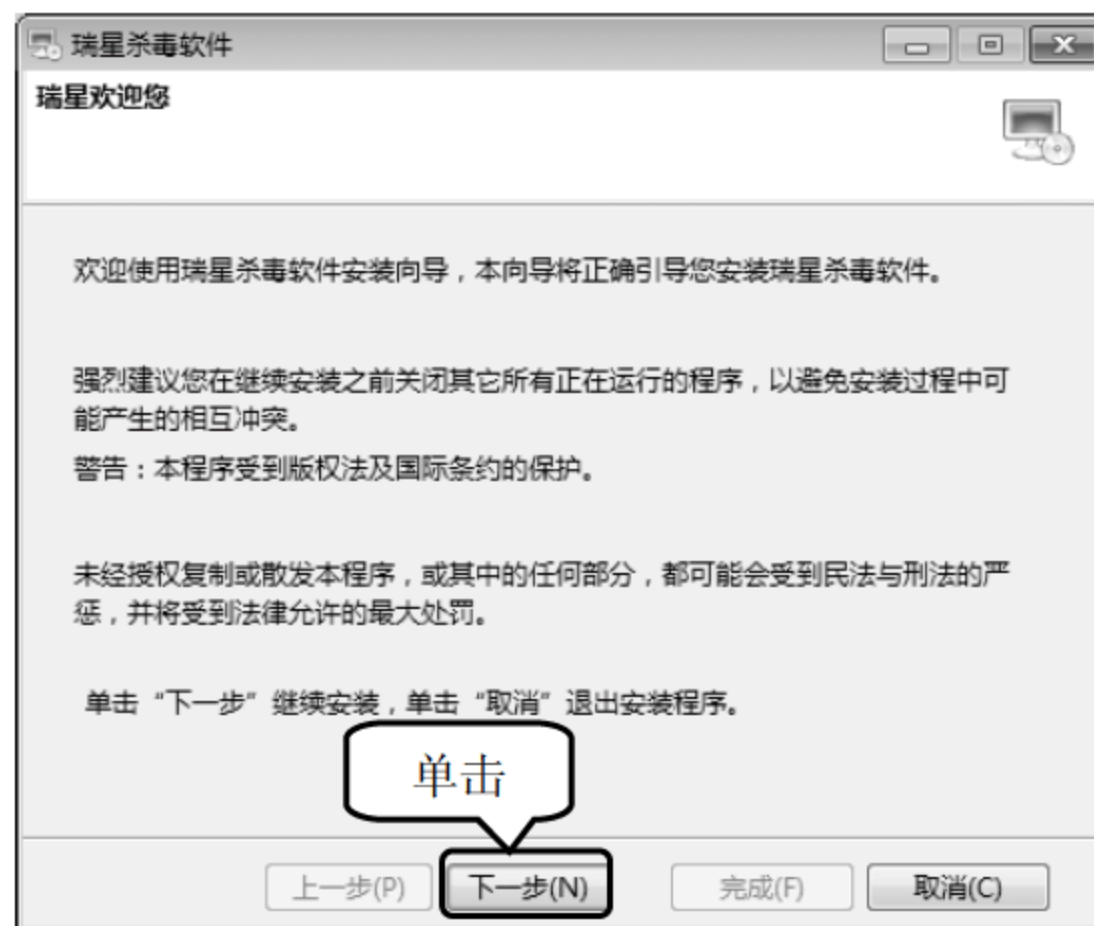 瑞星杀毒软件
瑞星欢迎您
欢迎使用瑞星杀毒软件安装向导，本向导将正确引导您安装瑞星杀毒软件。
强烈建议您在继续安装之前关闭其它所有正在运行的程序，以避免安装过程中可
能产生的相互冲突。
警告：本程序受到版权法及国际条约的保护。
未经授权复制或散发本程序，或其中的任何部分，都可能会受到民法与刑法的严
惩，并将受到法律允许的最大处罚。
单击“下一步”继续安装，单击“取消”退出安装程序。
单击
上一步(P) 下一步(N) 完成(F) 取消(C)